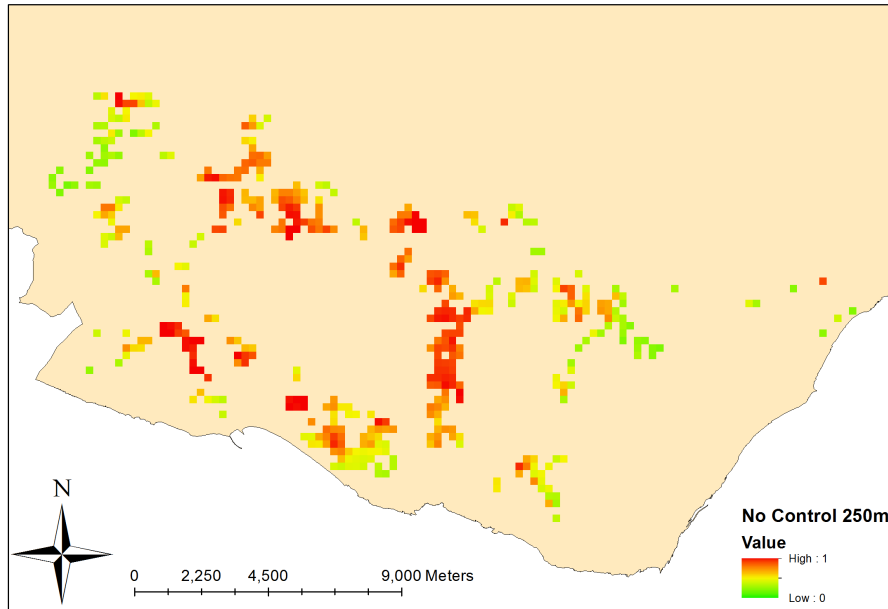 N
0 2,250 4,500 9,000 Meters
No Control 250m
Value
High : 1
Low : 0